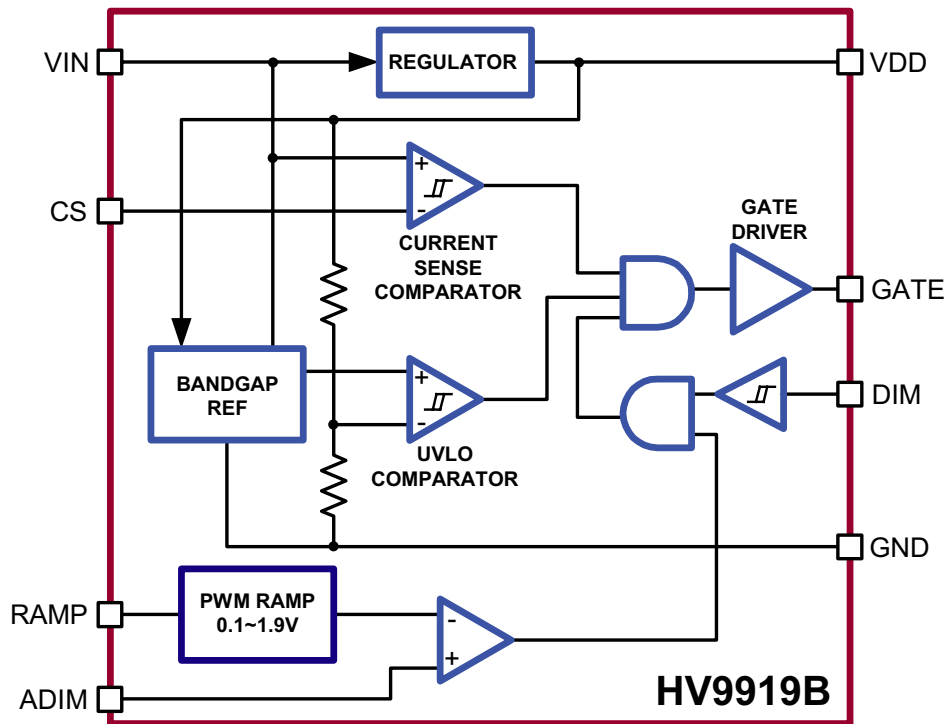 VIN
REGULATOR
VDD
+
-
CS
CURRENT
SENSE
COMPARATOR
GATE
DRIVER
GATE
BANDGAP
REF
+
-
UVLO
COMPARATOR
DIM
GND
RAMP
PWM RAMP
0.1~1.9V
-
+
ADIM
HV9919B